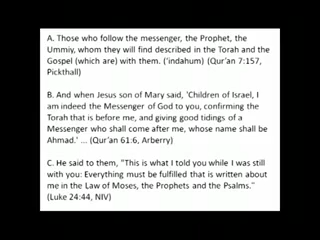 A. Those who follow the messenger, the Prophet, the
Ummiy, whom they will find described in the Torah and the
Gospel (which are) with them. ('indahum) (Qur'an 7:157,
Pickthall)
B. And when Jesus son of Mary said, 'Children of Israel, I
am indeed the Messenger of God to you, confirming the
Torah that is before me, and giving good tidings of a
Messenger who shall come after me, whose name shall be
Ahmad.' ... (Qur'an 61:6, Arberry)
C. He said to them, "This is what I told you while I was still
with you: Everything must be fulfilled that is written about
me in the Law of Moses, the Prophets and the Psalms."
(Luke 24:44, NIV)